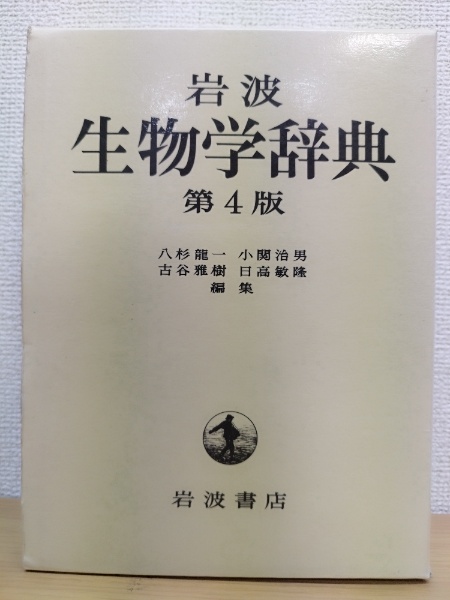 岩波
生物学辞典
第4版
八杉龍一 小関治男
古谷雅樹 日高敏隆
編集
岩波書店